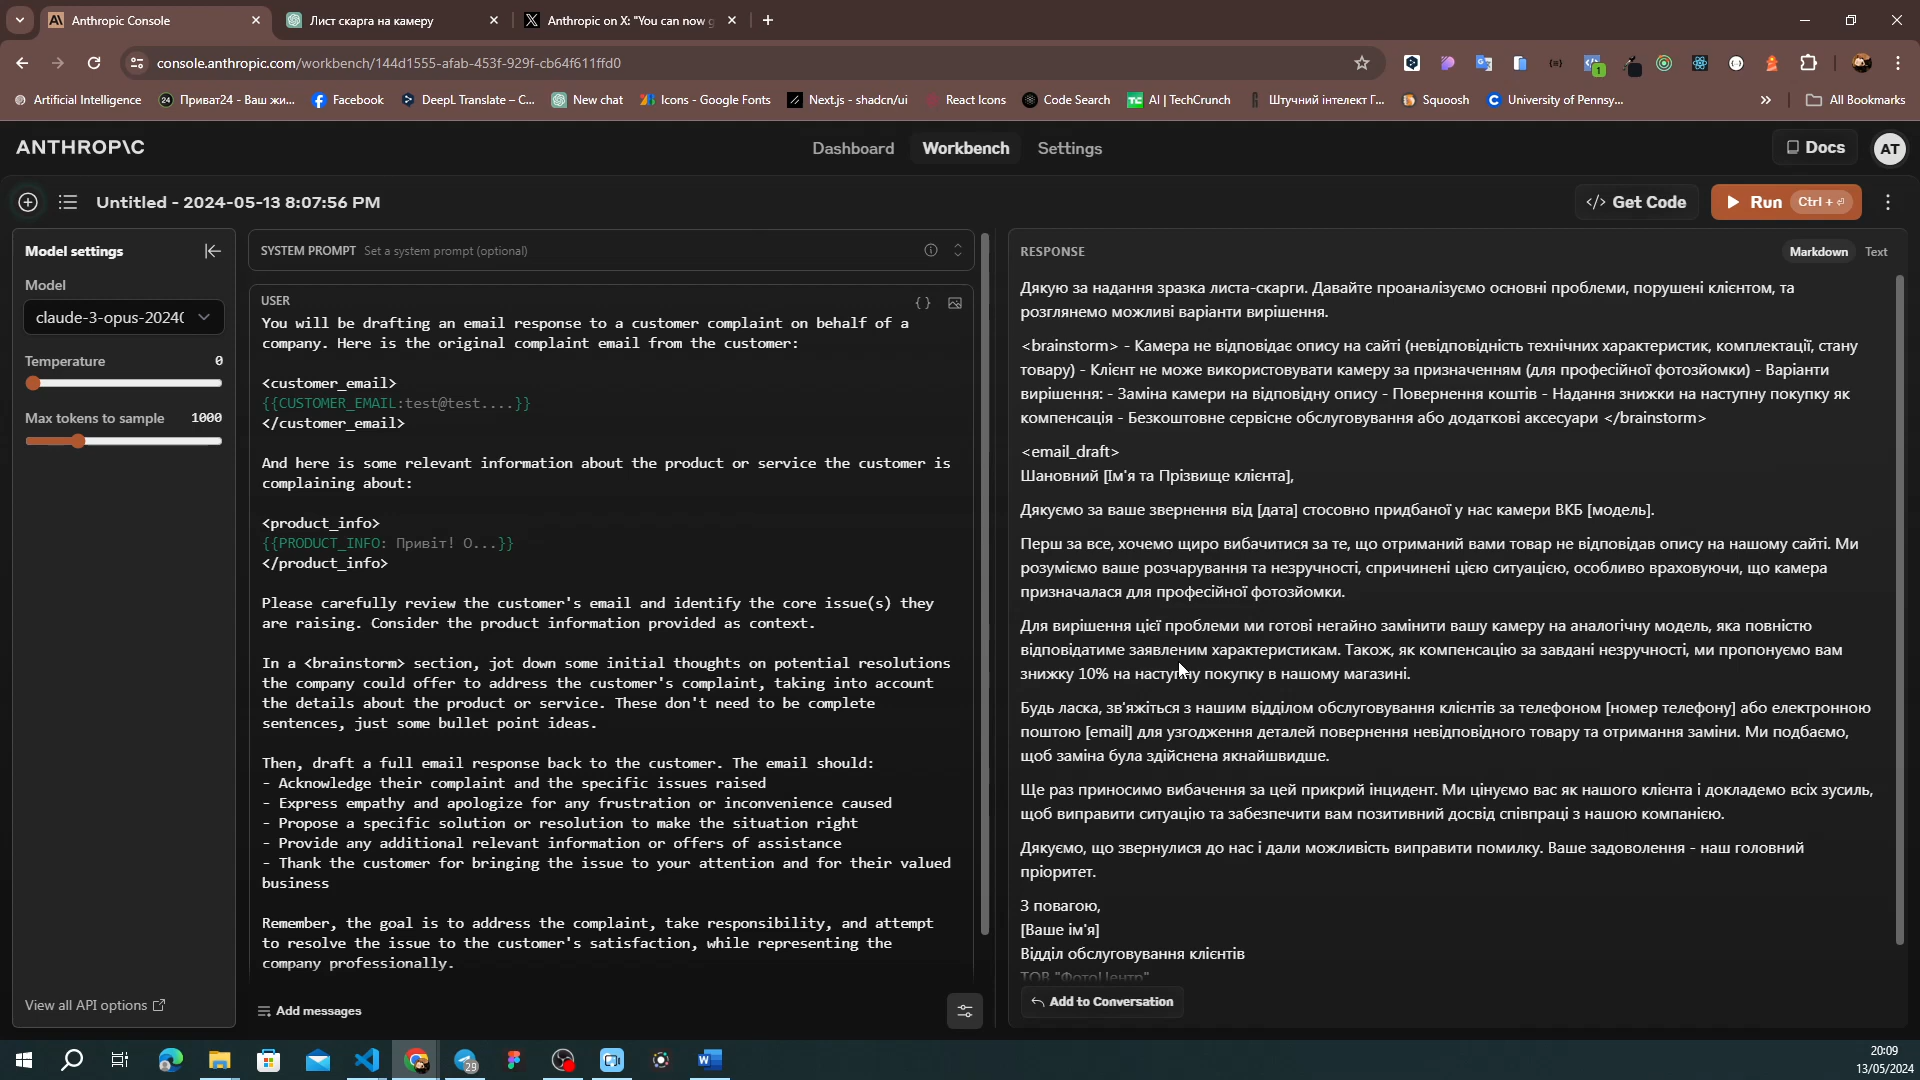 Anthropic Console
Лист скарга на камеру
Anthropic on X: "You can now g
console.anthropic.com/workbench/144d1555-afab-453f-929f-cb64f611ffd0
Artificial Intelligence
Приват24 - Ваш жи...
Facebook
DeepL Translate – C...
New chat
Icons - Google Fonts
Next.js - shadcn/ui
React Icons
Code Search
AI | TechCrunch
Штучний інтелект Г...
Squoosh
University of Pennsy...
All Bookmarks
ANTHROP\C
Dashboard
Workbench
Settings
Docs
AT
Untitled - 2024-05-13 8:07:56 PM
</> Get Code
Run Ctrl + ⏎
Model settings
Model
claude-3-opus-2024(
Temperature 0
Max tokens to sample 1000
View all API options
SYSTEM PROMPT Set a system prompt (optional)
USER
{ }
You will be drafting an email response to a customer complaint on behalf of a
company. Here is the original complaint email from the customer:
<customer_email>
{{CUSTOMER_EMAIL:test@test....}}
</customer_email>
And here is some relevant information about the product or service the customer is
complaining about:
<product_info>
{{PRODUCT_INFO: Привіт! О...}}
</product_info>
Please carefully review the customer's email and identify the core issue(s) they
are raising. Consider the product information provided as context.
In a <brainstorm> section, jot down some initial thoughts on potential resolutions
the company could offer to address the customer's complaint, taking into account
the details about the product or service. These don't need to be complete
sentences, just some bullet point ideas.
Then, draft a full email response back to the customer. The email should:
- Acknowledge their complaint and the specific issues raised
- Express empathy and apologize for any frustration or inconvenience caused
- Propose a specific solution or resolution to make the situation right
- Provide any additional relevant information or offers of assistance
- Thank the customer for bringing the issue to your attention and for their valued
business
Remember, the goal is to address the complaint, take responsibility, and attempt
to resolve the issue to the customer's satisfaction, while representing the
company professionally.
Add messages
RESPONSE
Markdown
Text
Дякую за надання зразка листа-скарги. Давайте проаналізуємо основні проблеми, порушені клієнтом, та
розглянемо можливі варіанти вирішення.
<brainstorm> - Камера не відповідає опису на сайті (невідповідність технічних характеристик, комплектації, стану
товару) - Клієнт не може використовувати камеру за призначенням (для професійної фотозйомки) - Варіанти
вирішення: - Заміна камери на відповідну опису - Повернення коштів - Надання знижки на наступну покупку як
компенсація - Безкоштовне сервісне обслуговування або додаткові аксесуари </brainstorm>
<email_draft>
Шановний [Ім'я та Прізвище клієнта],
Дякуємо за ваше звернення від [дата] стосовно придбаної у нас камери ВКБ [модель].
Перш за все, хочемо щиро вибачитися за те, що отриманий вами товар не відповідав опису на нашому сайті. Ми
розуміємо ваше розчарування та незручності, спричинені цією ситуацією, особливо враховуючи, що камера
призначалася для професійної фотозйомки.
Для вирішення цієї проблеми ми готові негайно замінити вашу камеру на аналогічну модель, яка повністю
відповідатиме заявленим характеристикам. Також, як компенсацію за завдані незручності, ми пропонуємо вам
знижку 10% на наступну покупку в нашому магазині.
Будь ласка, зв'яжіться з нашим відділом обслуговування клієнтів за телефоном [номер телефону] або електронною
поштою [email] для узгодження деталей повернення невідповідного товару та отримання заміни. Ми подбаємо,
щоб заміна була здійснена якнайшвидше.
Ще раз приносимо вибачення за цей прикрий інцидент. Ми цінуємо вас як нашого клієнта і докладемо всіх зусиль,
щоб виправити ситуацію та забезпечити вам позитивний досвід співпраці з нашою компанією.
Дякуємо, що звернулися до нас і дали можливість виправити помилку. Ваше задоволення - наш головний
пріоритет.
З повагою,
[Ваше ім'я]
Відділ обслуговування клієнтів
ТОВ "ФотоЦентр"
Add to Conversation
29
20:09
13/05/2024